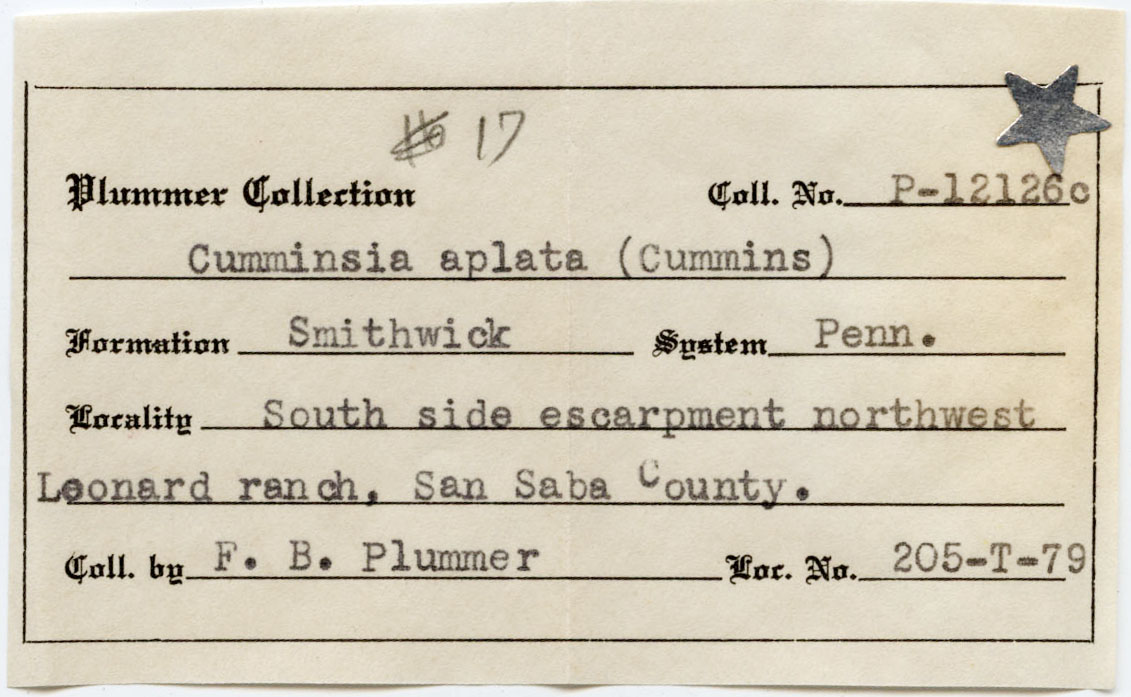 17
Plummer Collection Coll. No. P-12126c
Cumminsia aplata (Cummins)
Formation Smithwick System Penn.
Locality South side escarpment northwest
Leonard ranch, San Saba County.
Coll. by F. B. Plummer Loc. No. 205-T-79